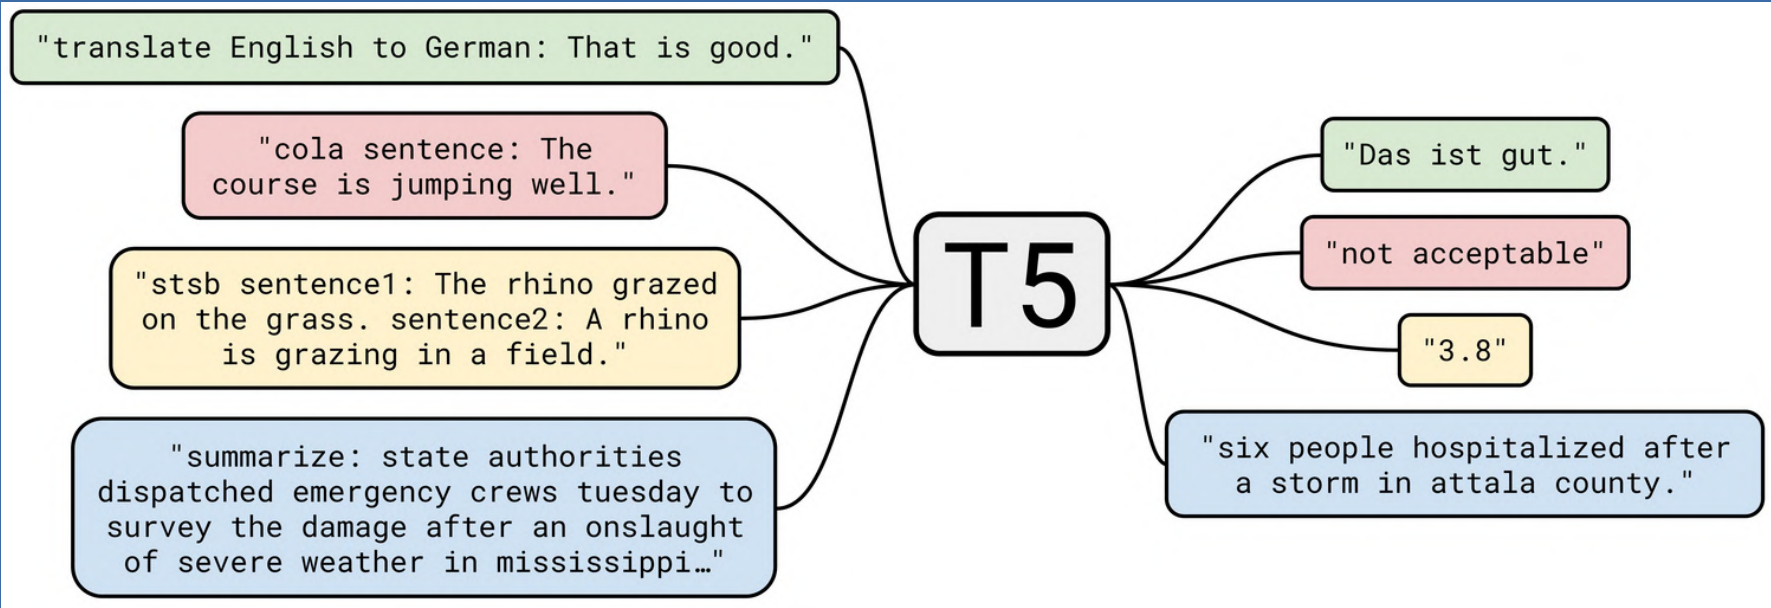 "translate English to German: That is good."
"cola sentence: The
course is jumping well."
"stsb sentence1: The rhino grazed
on the grass. sentence2: A rhino
is grazing in a field."
"summarize: state authorities
dispatched emergency crews tuesday to
survey the damage after an onslaught
of severe weather in mississippi…"
T5
"Das ist gut."
"not acceptable"
"3.8"
"six people hospitalized after
a storm in attala county."